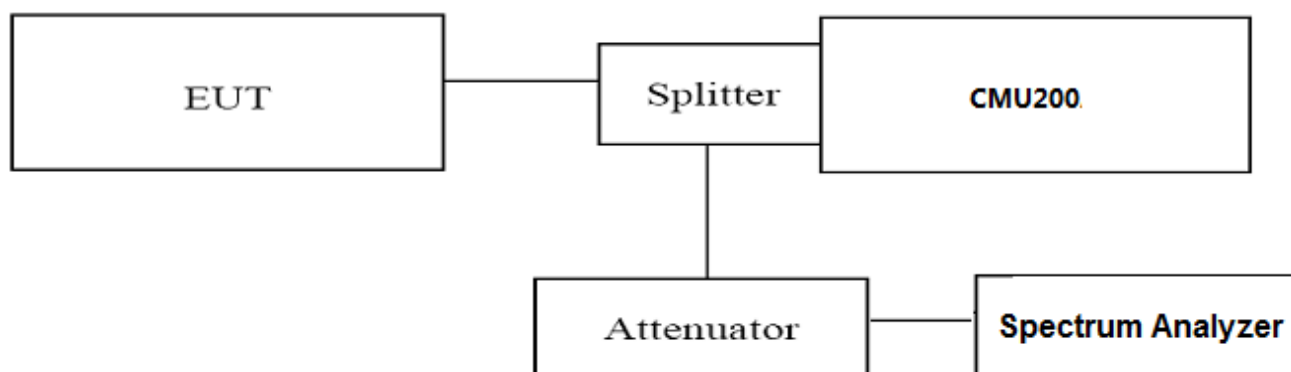 EUT
Splitter
CMU200
Attenuator
Spectrum Analyzer